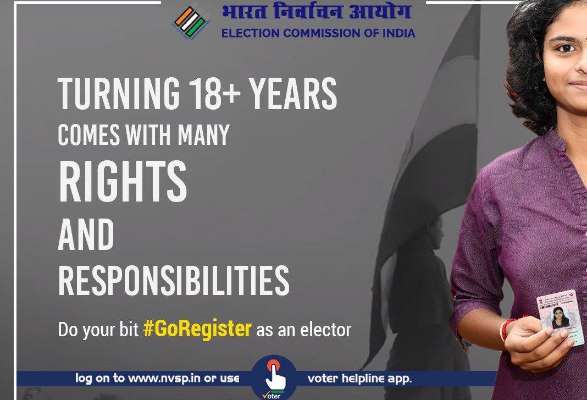 भारत निर्वाचन आयोग
ELECTION COMMISSION OF INDIA
TURNING 18+ YEARS
COMES WITH MANY
RIGHTS
AND
RESPONSIBILITIES
Do your bit #GoRegister as an elector
log on to www.nvsp.in or use voter helpline app.
Voter